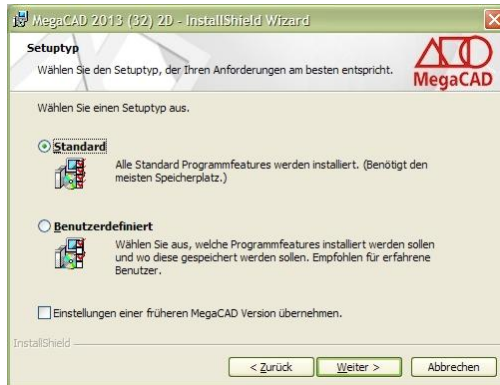 MegaCAD 2013 (32) 2D - InstallShield Wizard
Setuptyp
Wählen Sie den Setuptyp, der Ihren Anforderungen am besten entspricht.
MegaCAD
Wählen Sie einen Setuptyp aus.
Standard
Alle Standard Programmfeatures werden installiert. (Benötigt den
meisten Speicherplatz.)
Benutzerdefiniert
Wählen Sie aus, welche Programmfeatures installiert werden sollen
und wo diese gespeichert werden sollen. Empfohlen für erfahrene
Benutzer.
Einstellungen einer früheren MegaCAD Version übernehmen.
InstallShield
< Zurück Weiter > Abbrechen